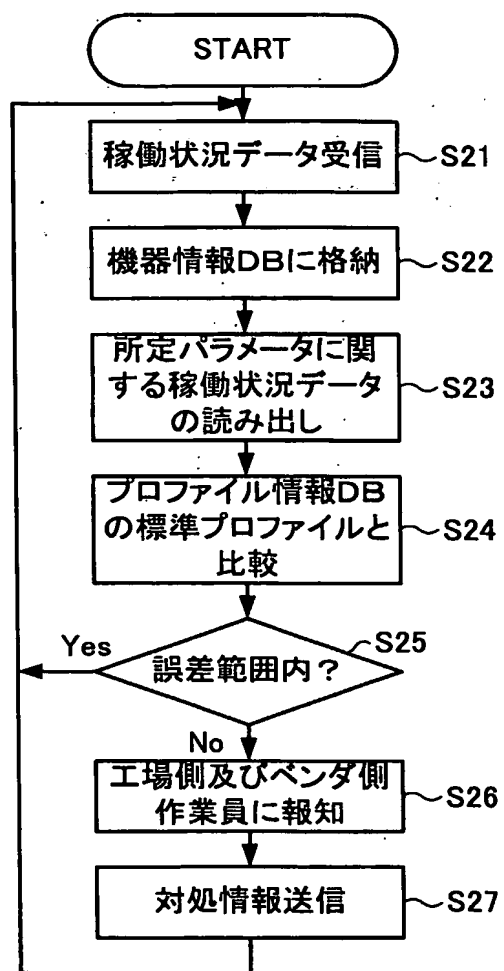 START
稼働状況データ受信
S21
機器情報DBに格納
S22
所定パラメータに関
する稼働状況データ
の読み出し
S23
プロファイル情報DB
の標準プロファイルと
比較
S24
Yes
誤差範囲内？
S25
No
工場側及びベンダ側
作業員に報知
S26
対処情報送信
S27